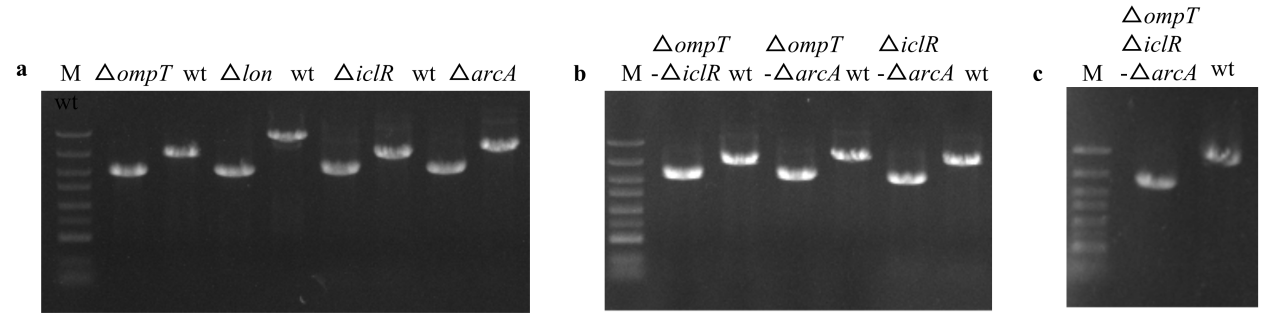 a M △ompT wt △lon wt △iclR wt △arcA
wt
b △ompT △ompT △iclR
M -△iclR wt -△arcA wt -△arcA wt
△ompT
△iclR
c M -△arcA wt